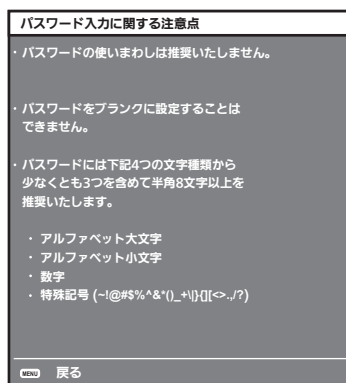 パスワード入力に関する注意点
・パスワードの使いまわしは推奨いたしません。
・パスワードをブランクに設定することは
できません。
・パスワードには下記4つの文字種類から
少なくとも3つを含めて半角8文字以上を
推奨いたします。
・ アルファベット大文字
・ アルファベット小文字
・ 数字
・ 特殊記号 (~!@#$%^&*()_+\|}{][<>.,/?)
MENU 戻る